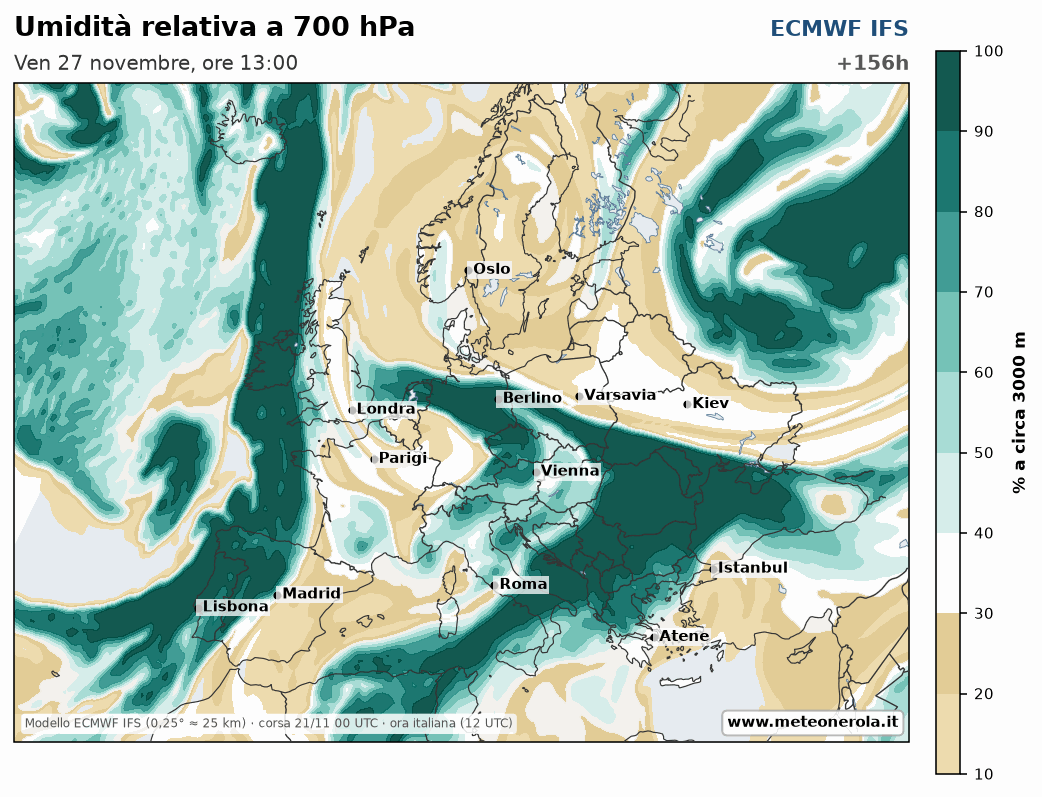 Umidità relativa a 700 hPa
ECMWF IFS
Ven 27 novembre, ore 13:00
+156h
100
90
80
70
60
50
40
30
20
10
% a circa 3000 m
Oslo
Berlino
Varsavia
Kiev
Londra
Parigi
Vienna
Istanbul
Roma
Madrid
Lisbona
Atene
Modello ECMWF IFS (0,25° ≈ 25 km) · corsa 21/11 00 UTC · ora italiana (12 UTC)
www.meteonerola.it